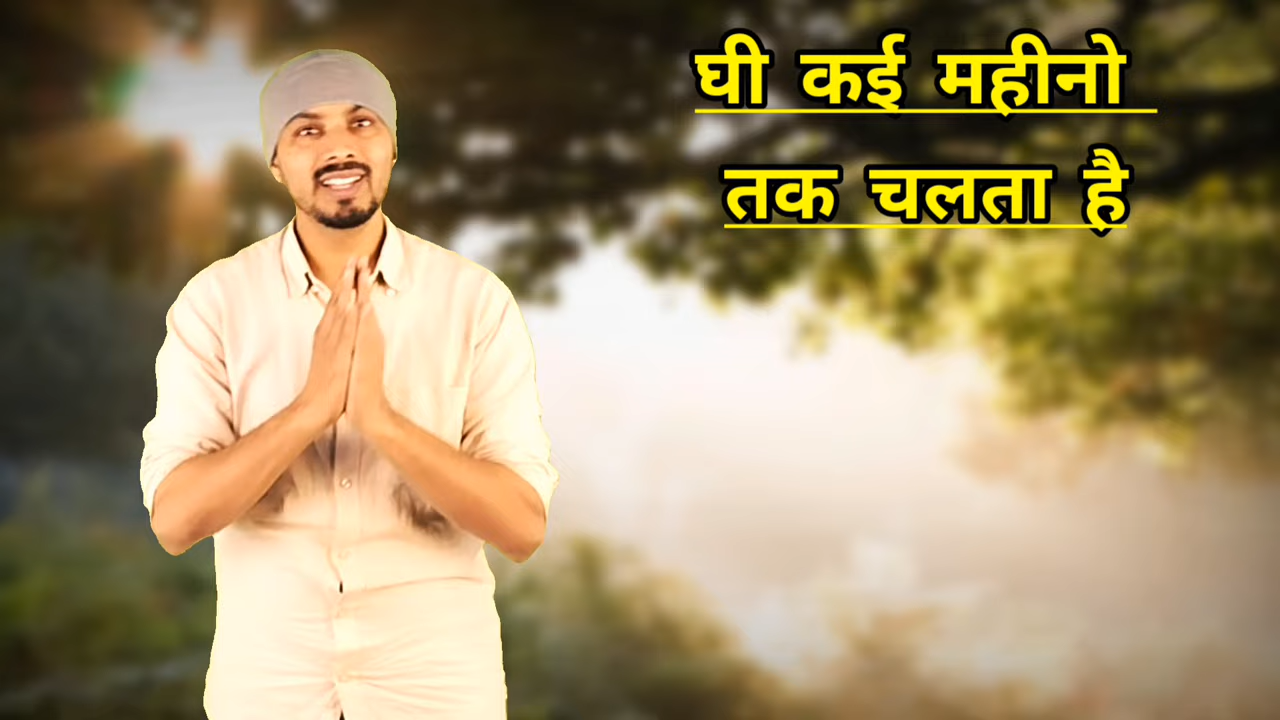 घी कई महीनो
तक चलता है